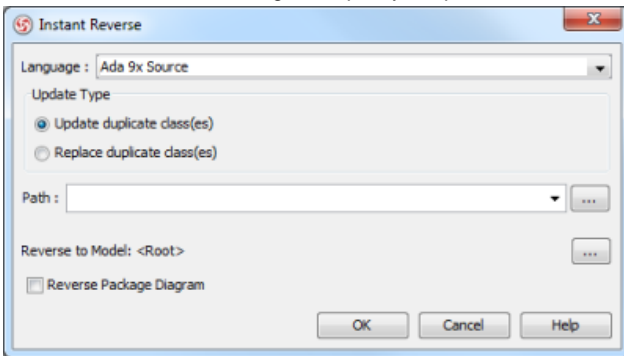 Instant Reverse
Language : Ada 9x Source
Update Type
Update duplicate class(es)
Replace duplicate class(es)
Path : ...
Reverse to Model: <Root> ...
Reverse Package Diagram
OK Cancel Help